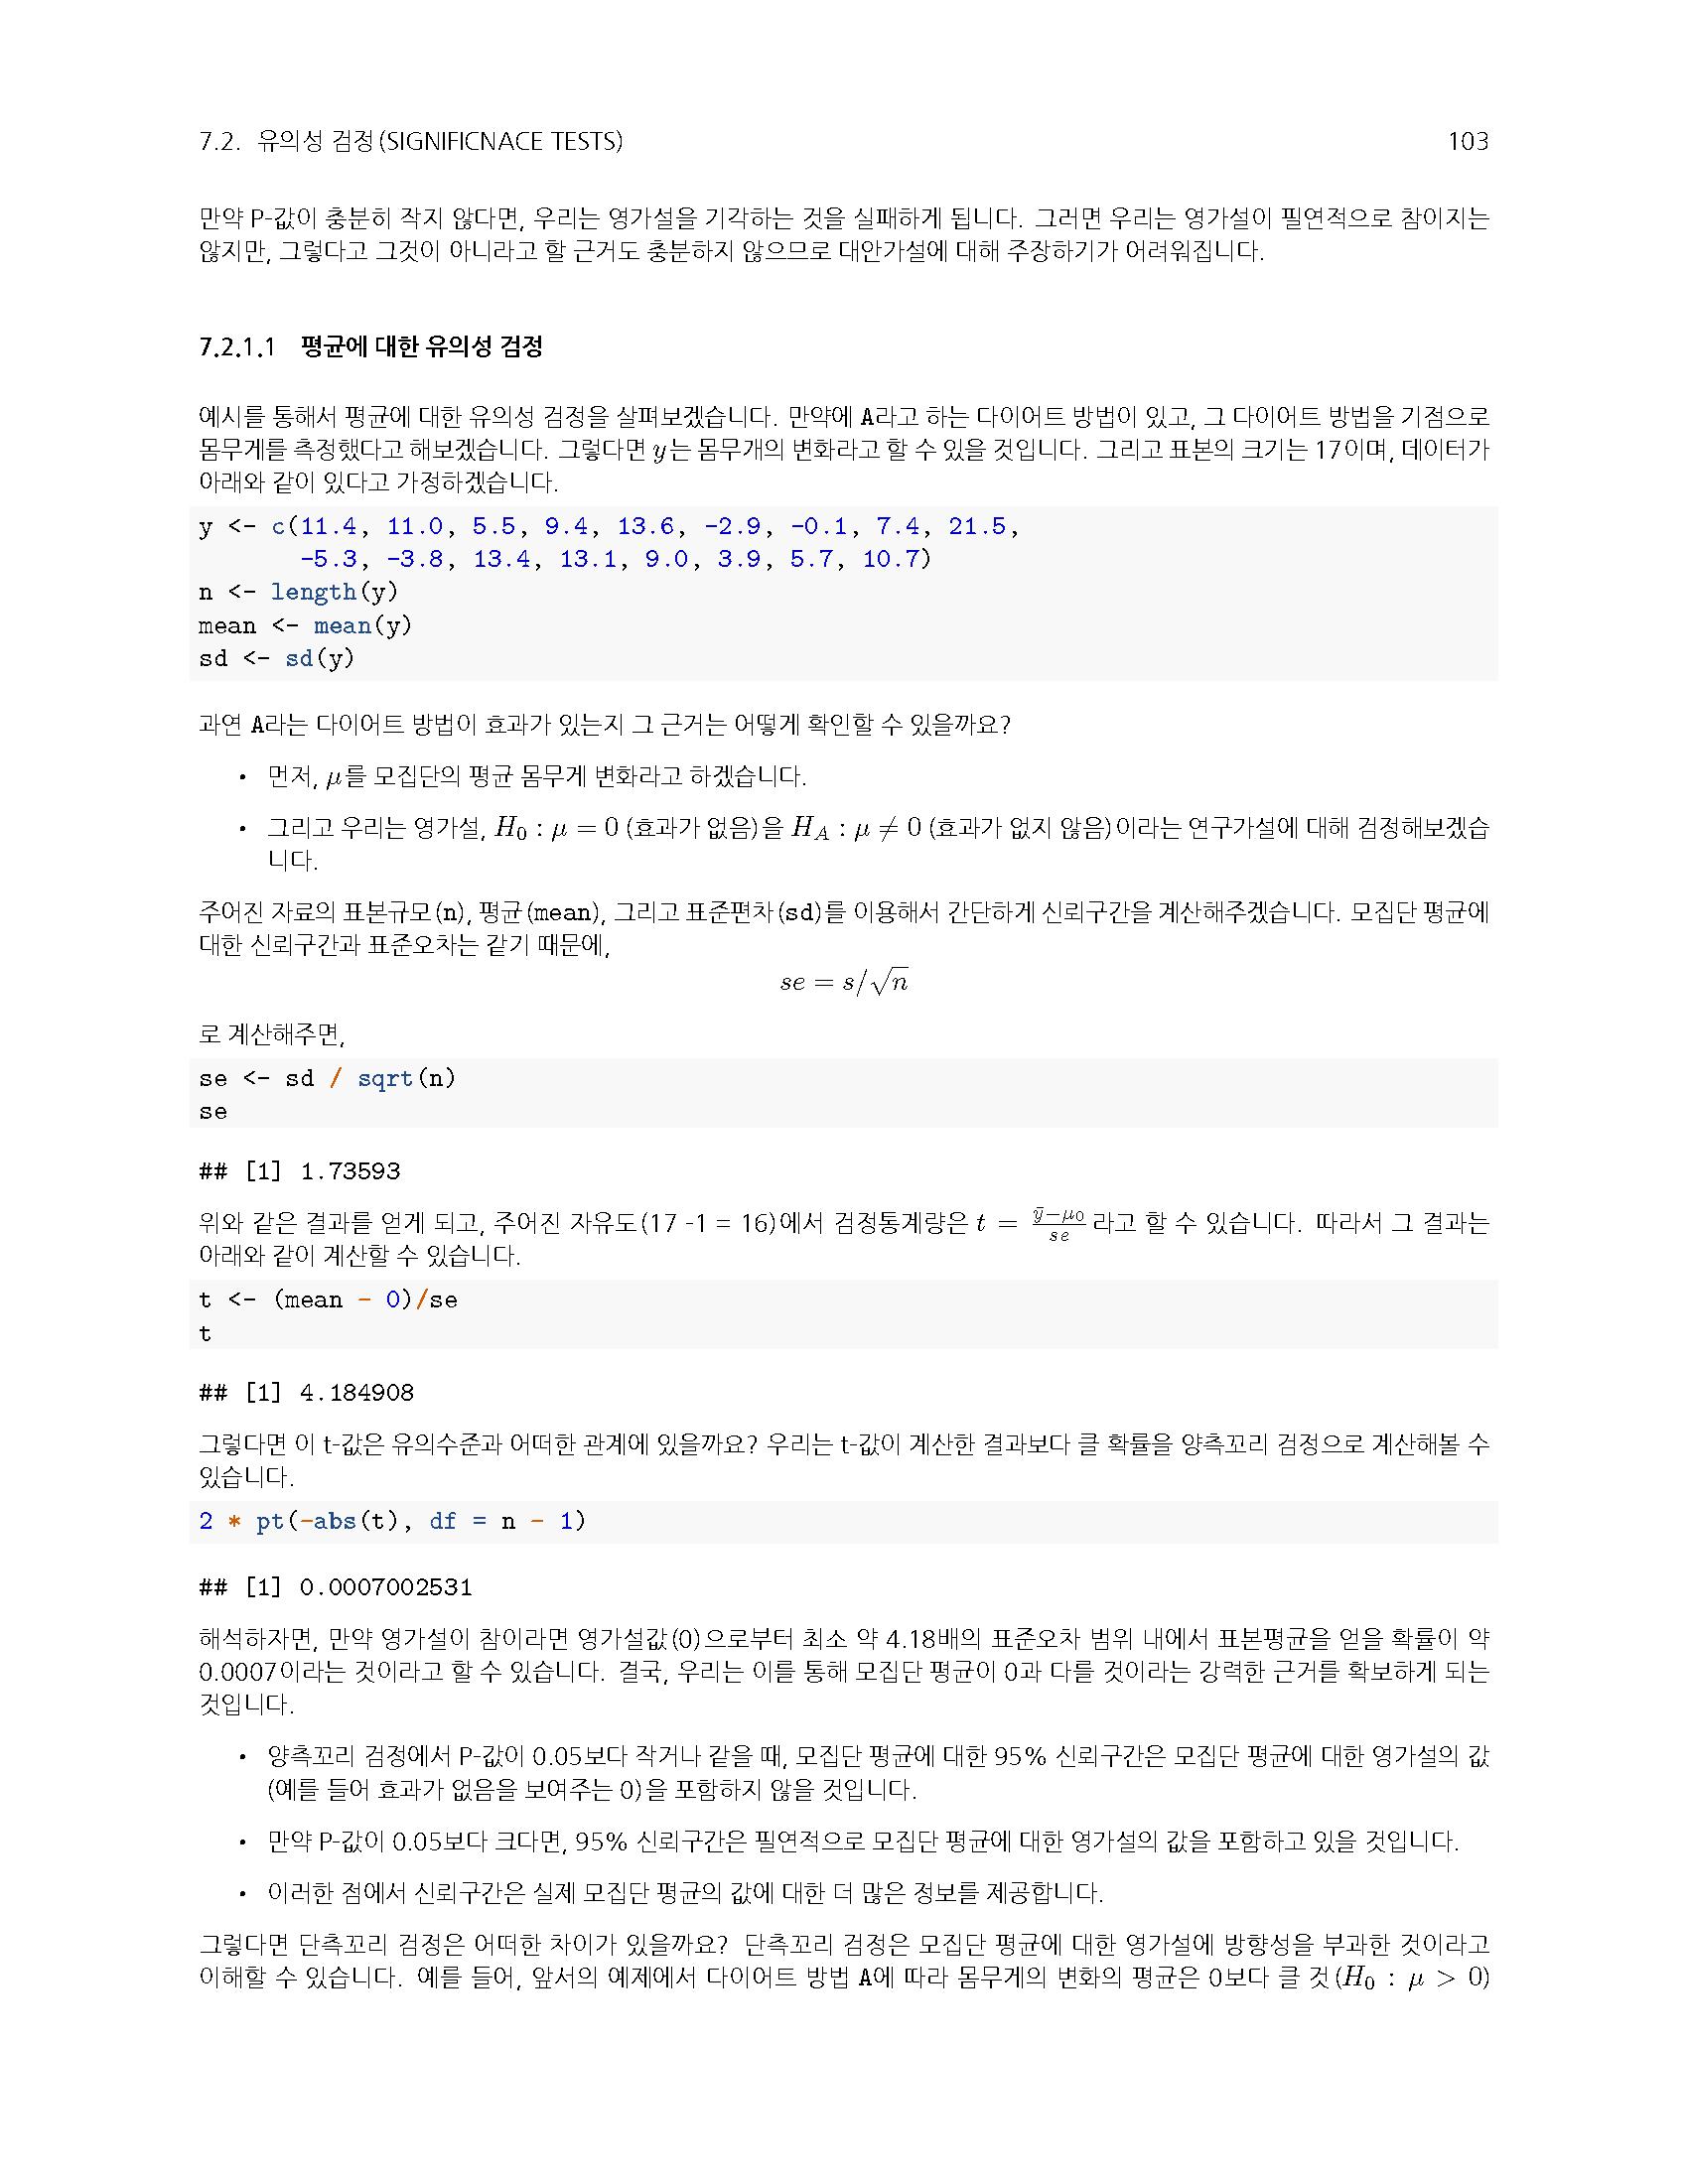 7.2. 유의성 검정(SIGNIFICNACE TESTS) 103
만약 P-값이 충분히 작지 않다면, 우리는 영가설을 기각하는 것을 실패하게 됩니다. 그러면 우리는 영가설이 필연적으로 참이지는
않지만, 그렇다고 그것이 아니라고 할 근거도 충분하지 않으므로 대안가설에 대해 주장하기가 어려워집니다.
7.2.1.1 평균에 대한 유의성 검정
예시를 통해서 평균에 대한 유의성 검정을 살펴보겠습니다. 만약에 A라고 하는 다이어트 방법이 있고, 그 다이어트 방법을 기점으로
몸무게를 측정했다고 해보겠습니다. 그렇다면 y는 몸무개의 변화라고 할 수 있을 것입니다. 그리고 표본의 크기는 17이며, 데이터가
아래와 같이 있다고 가정하겠습니다.
y <- c(11.4, 11.0, 5.5, 9.4, 13.6, -2.9, -0.1, 7.4, 21.5,
-5.3, -3.8, 13.4, 13.1, 9.0, 3.9, 5.7, 10.7)
n <- length(y)
mean <- mean(y)
sd <- sd(y)
과연 A라는 다이어트 방법이 효과가 있는지 그 근거는 어떻게 확인할 수 있을까요?
• 먼저, μ를 모집단의 평균 몸무게 변화라고 하겠습니다.
• 그리고 우리는 영가설, H₀ : μ = 0 (효과가 없음)을 H_A : μ ≠ 0 (효과가 없지 않음)이라는 연구가설에 대해 검정해보겠습
니다.
주어진 자료의 표본규모(n), 평균(mean), 그리고 표준편차(sd)를 이용해서 간단하게 신뢰구간을 계산해주겠습니다. 모집단 평균에
대한 신뢰구간과 표준오차는 같기 때문에,
se = s/√n
로 계산해주면,
se <- sd / sqrt(n)
se
## [1] 1.73593
위와 같은 결과를 얻게 되고, 주어진 자유도(17 -1 = 16)에서 검정통계량은 t = (ȳ−μ₀)/se 라고 할 수 있습니다. 따라서 그 결과는
아래와 같이 계산할 수 있습니다.
t <- (mean - 0)/se
t
## [1] 4.184908
그렇다면 이 t-값은 유의수준과 어떠한 관계에 있을까요? 우리는 t-값이 계산한 결과보다 클 확률을 양측꼬리 검정으로 계산해볼 수
있습니다.
2 * pt(-abs(t), df = n - 1)
## [1] 0.0007002531
해석하자면, 만약 영가설이 참이라면 영가설값(0)으로부터 최소 약 4.18배의 표준오차 범위 내에서 표본평균을 얻을 확률이 약
0.0007이라는 것이라고 할 수 있습니다. 결국, 우리는 이를 통해 모집단 평균이 0과 다를 것이라는 강력한 근거를 확보하게 되는
것입니다.
• 양측꼬리 검정에서 P-값이 0.05보다 작거나 같을 때, 모집단 평균에 대한 95% 신뢰구간은 모집단 평균에 대한 영가설의 값
(예를 들어 효과가 없음을 보여주는 0)을 포함하지 않을 것입니다.
• 만약 P-값이 0.05보다 크다면, 95% 신뢰구간은 필연적으로 모집단 평균에 대한 영가설의 값을 포함하고 있을 것입니다.
• 이러한 점에서 신뢰구간은 실제 모집단 평균의 값에 대한 더 많은 정보를 제공합니다.
그렇다면 단측꼬리 검정은 어떠한 차이가 있을까요? 단측꼬리 검정은 모집단 평균에 대한 영가설에 방향성을 부과한 것이라고
이해할 수 있습니다. 예를 들어, 앞서의 예제에서 다이어트 방법 A에 따라 몸무게의 변화의 평균은 0보다 클 것(H₀ : μ > 0)